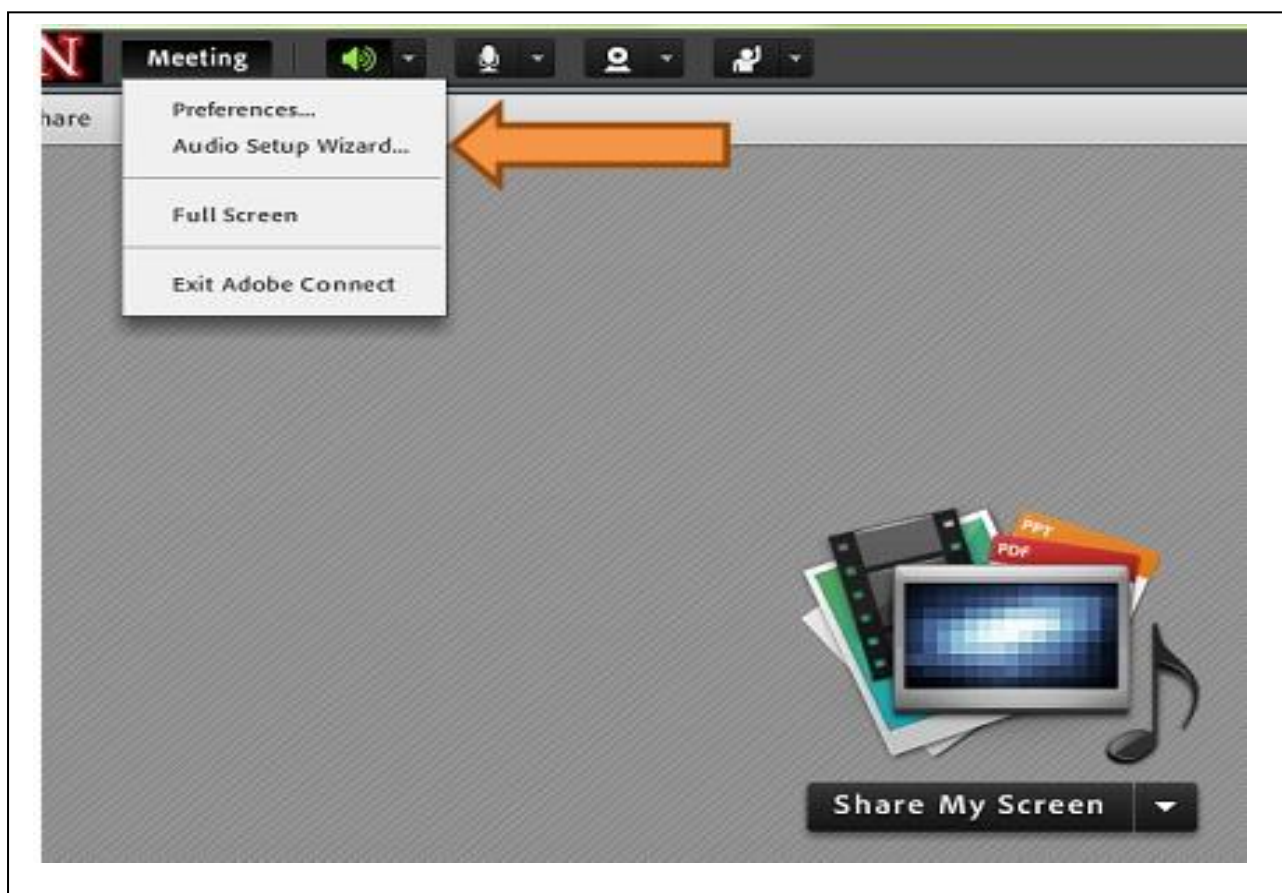 N Meeting
hare
Preferences...
Audio Setup Wizard...
Full Screen
Exit Adobe Connect
PPT
PDF
Share My Screen